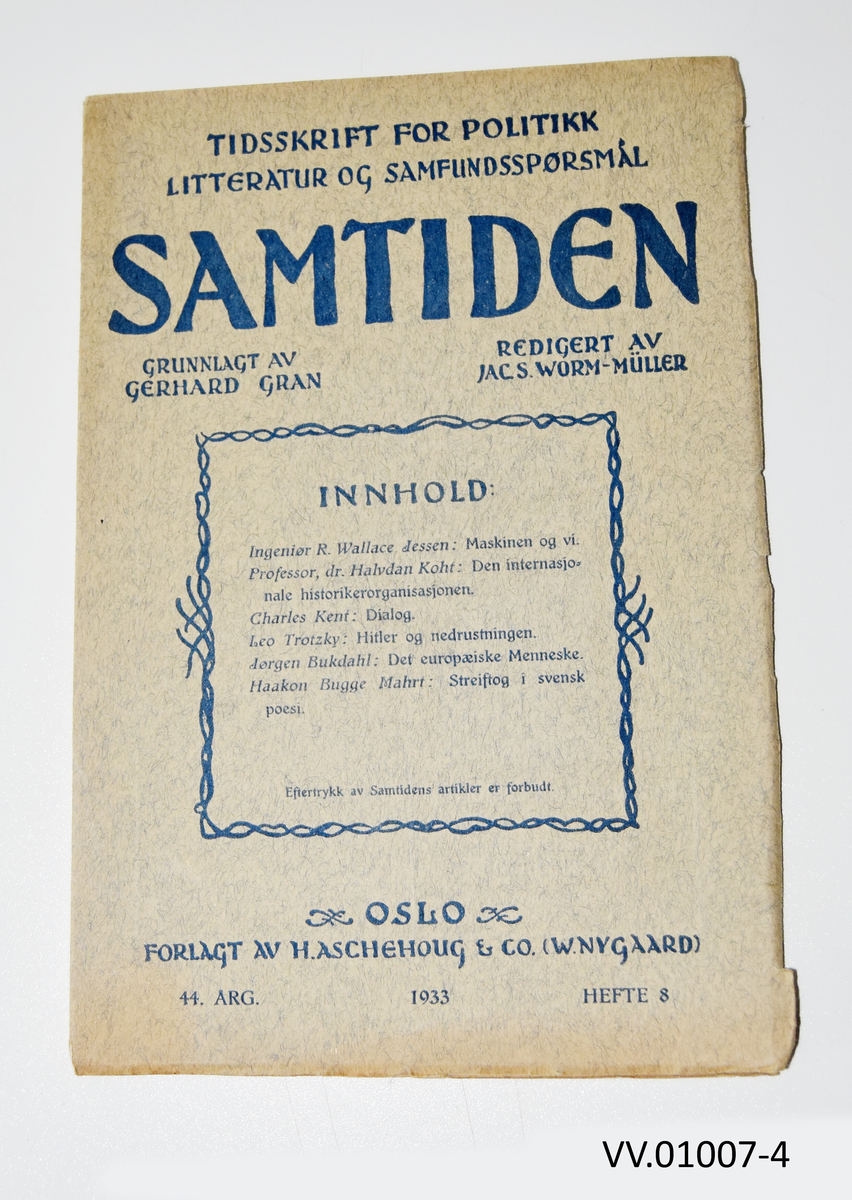 TIDSSKRIFT FOR POLITIKK
LITTERATUR OG SAMFUNDSSPØRSMÅL
SAMTIDEN
GRUNNLAGT AV
GERHARD GRAN
REDIGERT AV
JAC. S. WORM-MÜLLER
INNHOLD:
Ingeniør R. Wallace Jessen: Maskinen og vi.
Professor, dr. Halvdan Koht: Den internasjo-
nale historikerorganisasjonen.
Charles Kent: Dialog.
Leo Trotzky: Hitler og nedrustningen.
Jørgen Bukdahl: Det europæiske Menneske.
Haakon Bugge Mahrt: Streiftog i svensk
poesi.
Eftertrykk av Samtidens artikler er forbudt.
OSLO
FORLAGT AV H. ASCHEHOUG & CO. (W. NYGAARD)
44. ARG. 1933 HEFTE 8
VV.01007-4